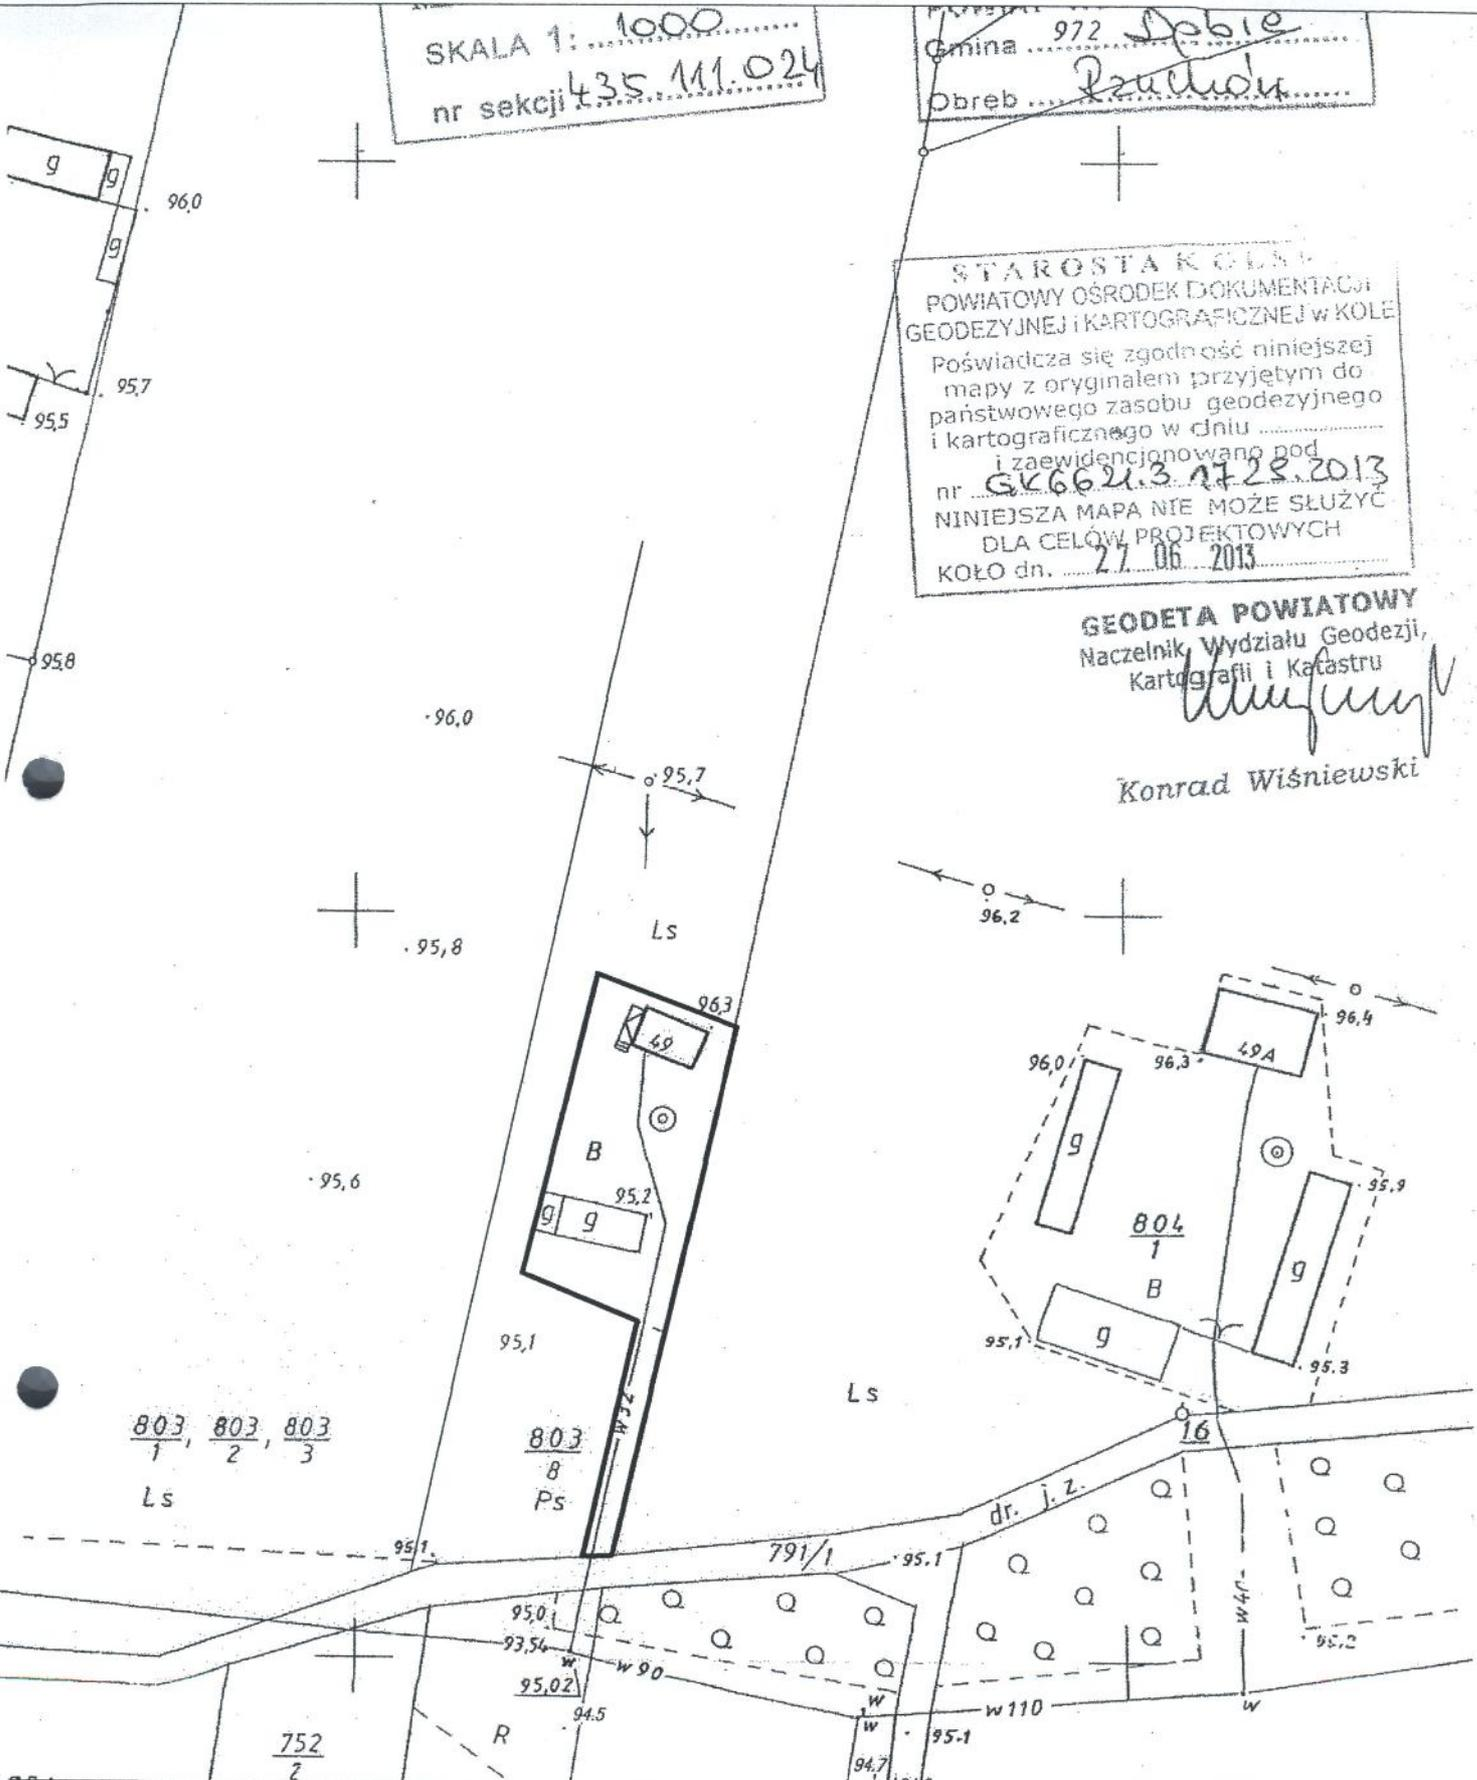 SKALA 1: 1000
nr sekcji 435.111.024
Gmina 972 Dąbie
Obręb Rzuchów
g
g
g
96,0
95,7
95,5
95,8
STAROSTA
POWIATOWY OŚRODEK DOKUMENTACJI
GEODEZYJNEJ i KARTOGRAFICZNEJ w KOLE
Poświadcza się zgodność niniejszej
mapy z oryginałem przyjętym do
państwowego zasobu geodezyjnego
i kartograficznego w dniu
i zaewidencjonowano pod
nr
NINIEJSZA MAPA NIE MOŻE SŁUŻYĆ
DLA CELÓW PROJEKTOWYCH
KOŁO dn. 27. 06 2013
GEODETA POWIATOWY
Naczelnik Wydziału Geodezji,
Kartografii i Katastru
Konrad Wiśniewski
96,0
95,7
96,2
95,8
Ls
96,3
49
96,4
49A
96,0
96,3
B
95,6
95,2
g
g
g
95,9
804
1
B
g
g
95,1
95,1
95.3
Ls
w32
803/1, 803/2, 803/3
Ls
803
8
Ps
16
dr. j. z.
791/1
95.1
95,1
95,0
93,54
w
w 90
95,02
94.5
w40
95,2
w
w
w 110
w
95.1
94,7
R
752
2